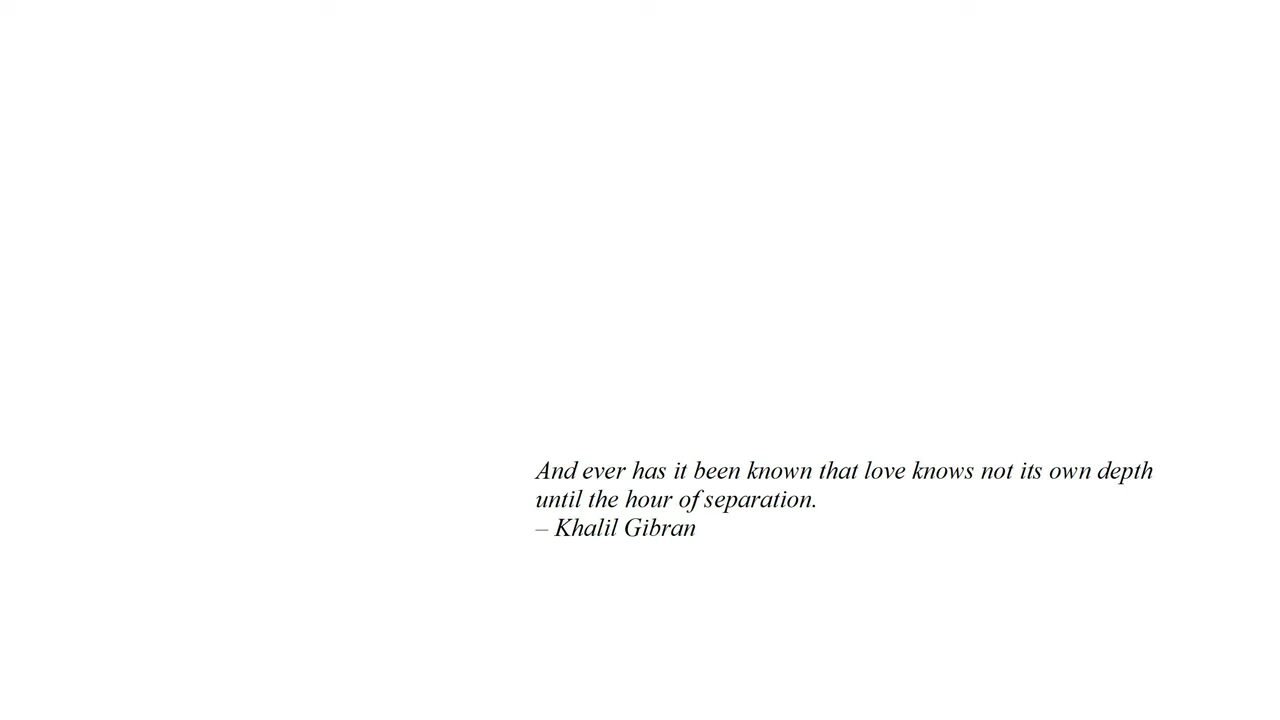 And ever has it been known that love knows not its own depth
until the hour of separation.
– Khalil Gibran